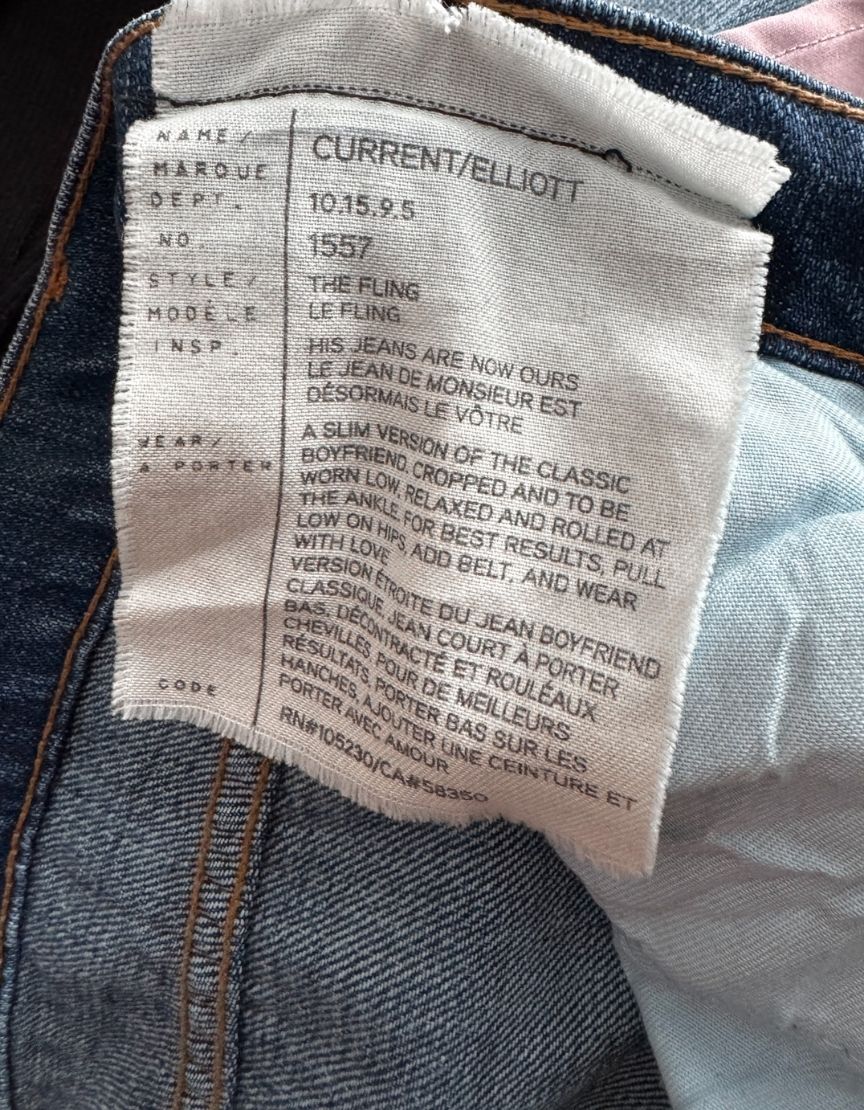 NAME / CURRENT/ELLIOTT
MARQUE
DEPT. 10.15.9.5
NO. 1557
STYLE / THE FLING
MODÈLE LE FLING
INSP. HIS JEANS ARE NOW OURS
LE JEAN DE MONSIEUR EST
DÉSORMAIS LE VÔTRE
WEAR / A SLIM VERSION OF THE CLASSIC
A PORTER BOYFRIEND, CROPPED AND TO BE
WORN LOW, RELAXED AND ROLLED AT
THE ANKLE, FOR BEST RESULTS, PULL
LOW ON HIPS, ADD BELT, AND WEAR
WITH LOVE
VERSION ÉTROITE DU JEAN BOYFRIEND
CLASSIQUE, JEAN COURT À PORTER
BAS, DÉCONTRACTÉ ET ROULÉAUX
CHEVILLES, POUR DE MEILLEURS
RÉSULTATS, PORTER BAS SUR LES
HANCHES, AJOUTER UNE CEINTURE ET
PORTER AVEC AMOUR
CODE RN#105230/CA#58350